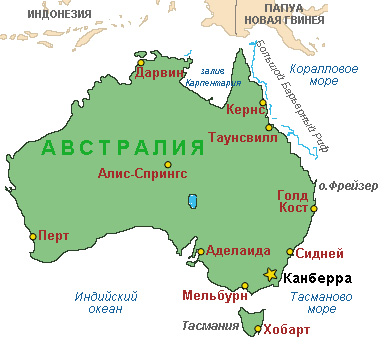 ИНДОНЕЗИЯ
ПАПУА
НОВАЯ ГВИНЕЯ
Дарвин
залив
Карпентария
Большой Барьерный Риф
Коралловое
море
Кернс
Таунсвилл
АВСТРАЛИЯ
Алис-Спрингс
о.Фрейзер
Голд
Кост
Перт
Аделаида
Сидней
Канберра
Мельбурн
Индийский
океан
Тасманово
море
Тасмания
Хобарт